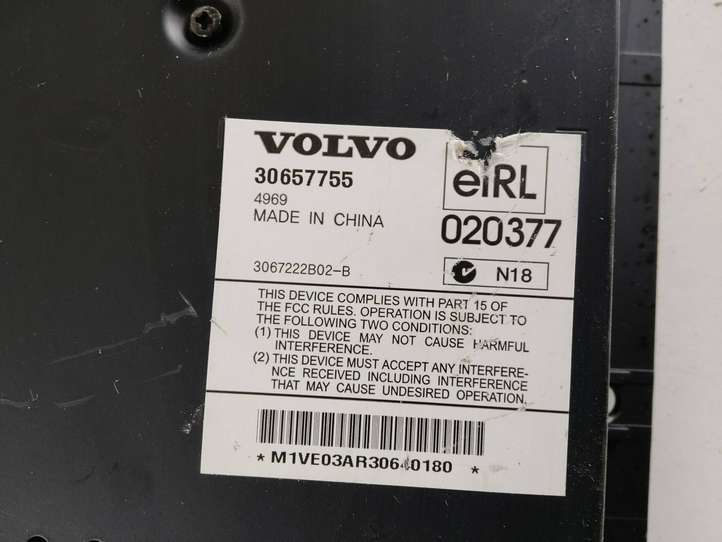 VOLVO
30657755
4969
MADE IN CHINA
eIRL
020377
3067222B02-B
N18
THIS DEVICE COMPLIES WITH PART 15 OF
THE FCC RULES. OPERATION IS SUBJECT TO
THE FOLLOWING TWO CONDITIONS:
(1) THIS DEVICE MAY NOT CAUSE HARMFUL
INTERFERENCE.
(2) THIS DEVICE MUST ACCEPT ANY INTERFERE-
NCE RECEIVED INCLUDING INTERFERENCE
THAT MAY CAUSE UNDESIRED OPERATION.
* M1VE03AR30640180 *